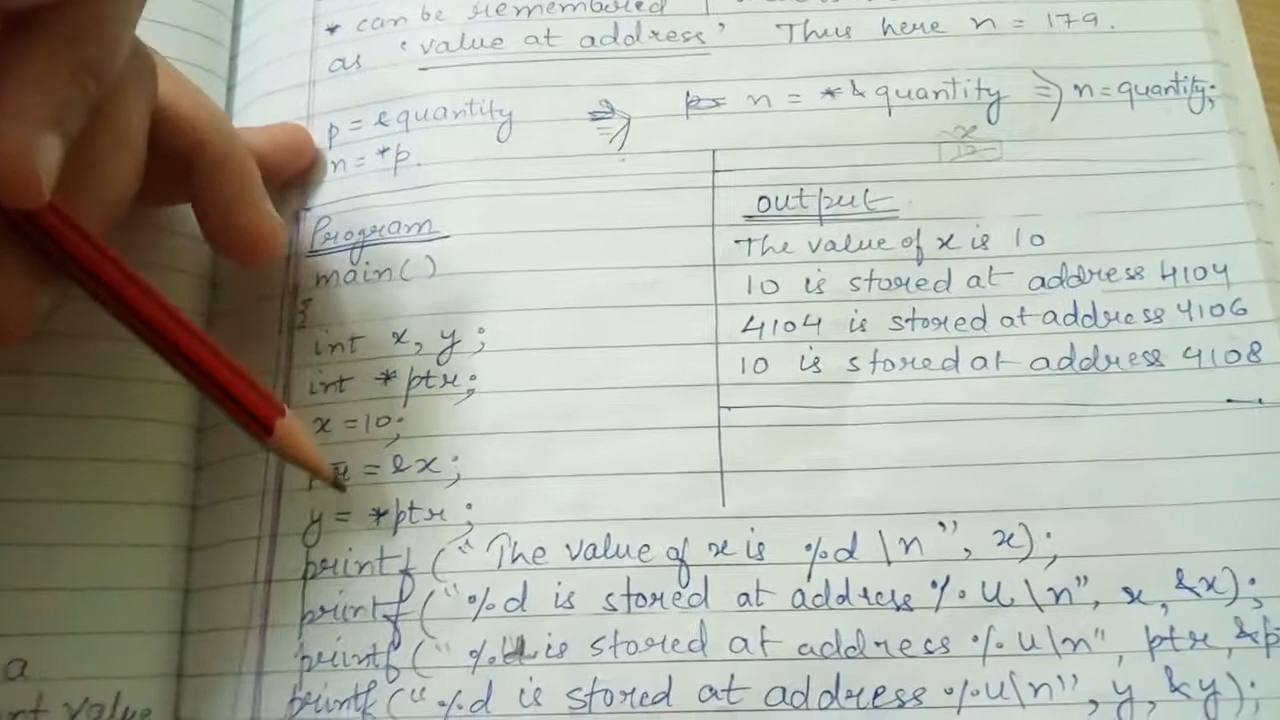 * can be remembered
as 'value at address' Thus here n = 179.
p = &quantity
n = *p.
n = *&quantity ⇒ n = quantity;
x
Program
main()
{
int x, y;
int *ptr;
x = 10;
= &x;
y = *ptr;
printf("The value of x is %d\n", x);
printf("%d is stored at address %u\n", x, &x);
printf("%u is stored at address %u\n", ptr, &p
printf("%d is stored at address %u\n", y, &y);
output
The value of x is 10
10 is stored at address 4104
4104 is stored at address 4106
10 is stored at address 4108
a
value